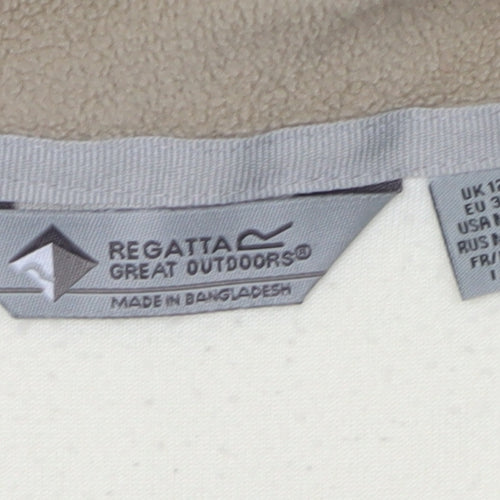 REGATTA
GREAT OUTDOORS®
MADE IN BANGLADESH
UK 12
EU 3
USA
RUS
FR/